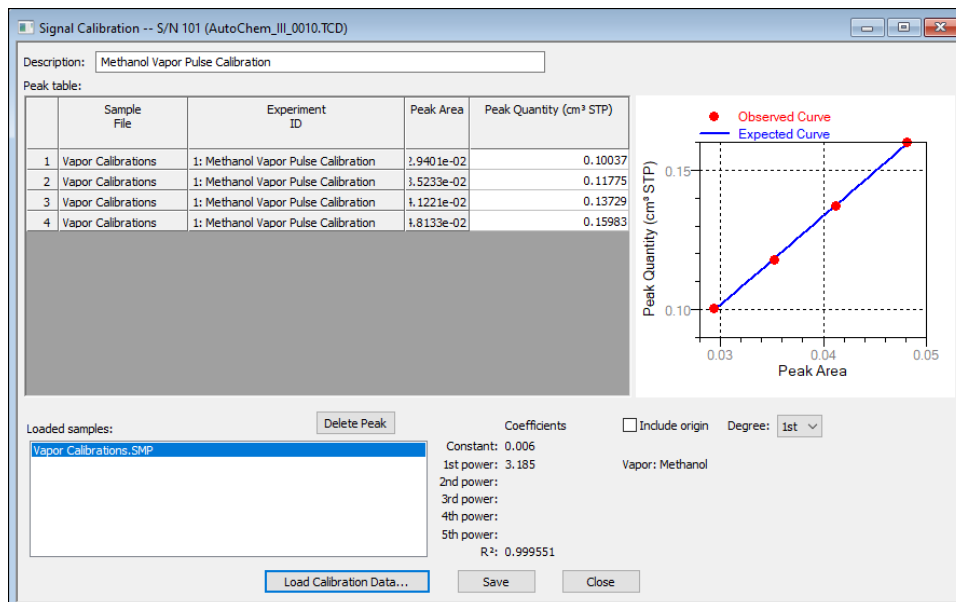 Signal Calibration -- S/N 101 (AutoChem_III_0010.TCD)
Description: Methanol Vapor Pulse Calibration
Peak table:
Sample File Experiment ID Peak Area Peak Quantity (cm³ STP)
1 Vapor Calibrations 1: Methanol Vapor Pulse Calibration .9401e-02 0.10037
2 Vapor Calibrations 1: Methanol Vapor Pulse Calibration .5233e-02 0.11775
3 Vapor Calibrations 1: Methanol Vapor Pulse Calibration .1221e-02 0.13729
4 Vapor Calibrations 1: Methanol Vapor Pulse Calibration .8133e-02 0.15983
Observed Curve
Expected Curve
Peak Quantity (cm³ STP)
0.15
0.10
0.03 0.04 0.05
Peak Area
Loaded samples:
Delete Peak
Vapor Calibrations.SMP
Coefficients
Constant: 0.006
1st power: 3.185
2nd power:
3rd power:
4th power:
5th power:
R²: 0.999551
Include origin Degree: 1st
Vapor: Methanol
Load Calibration Data... Save Close